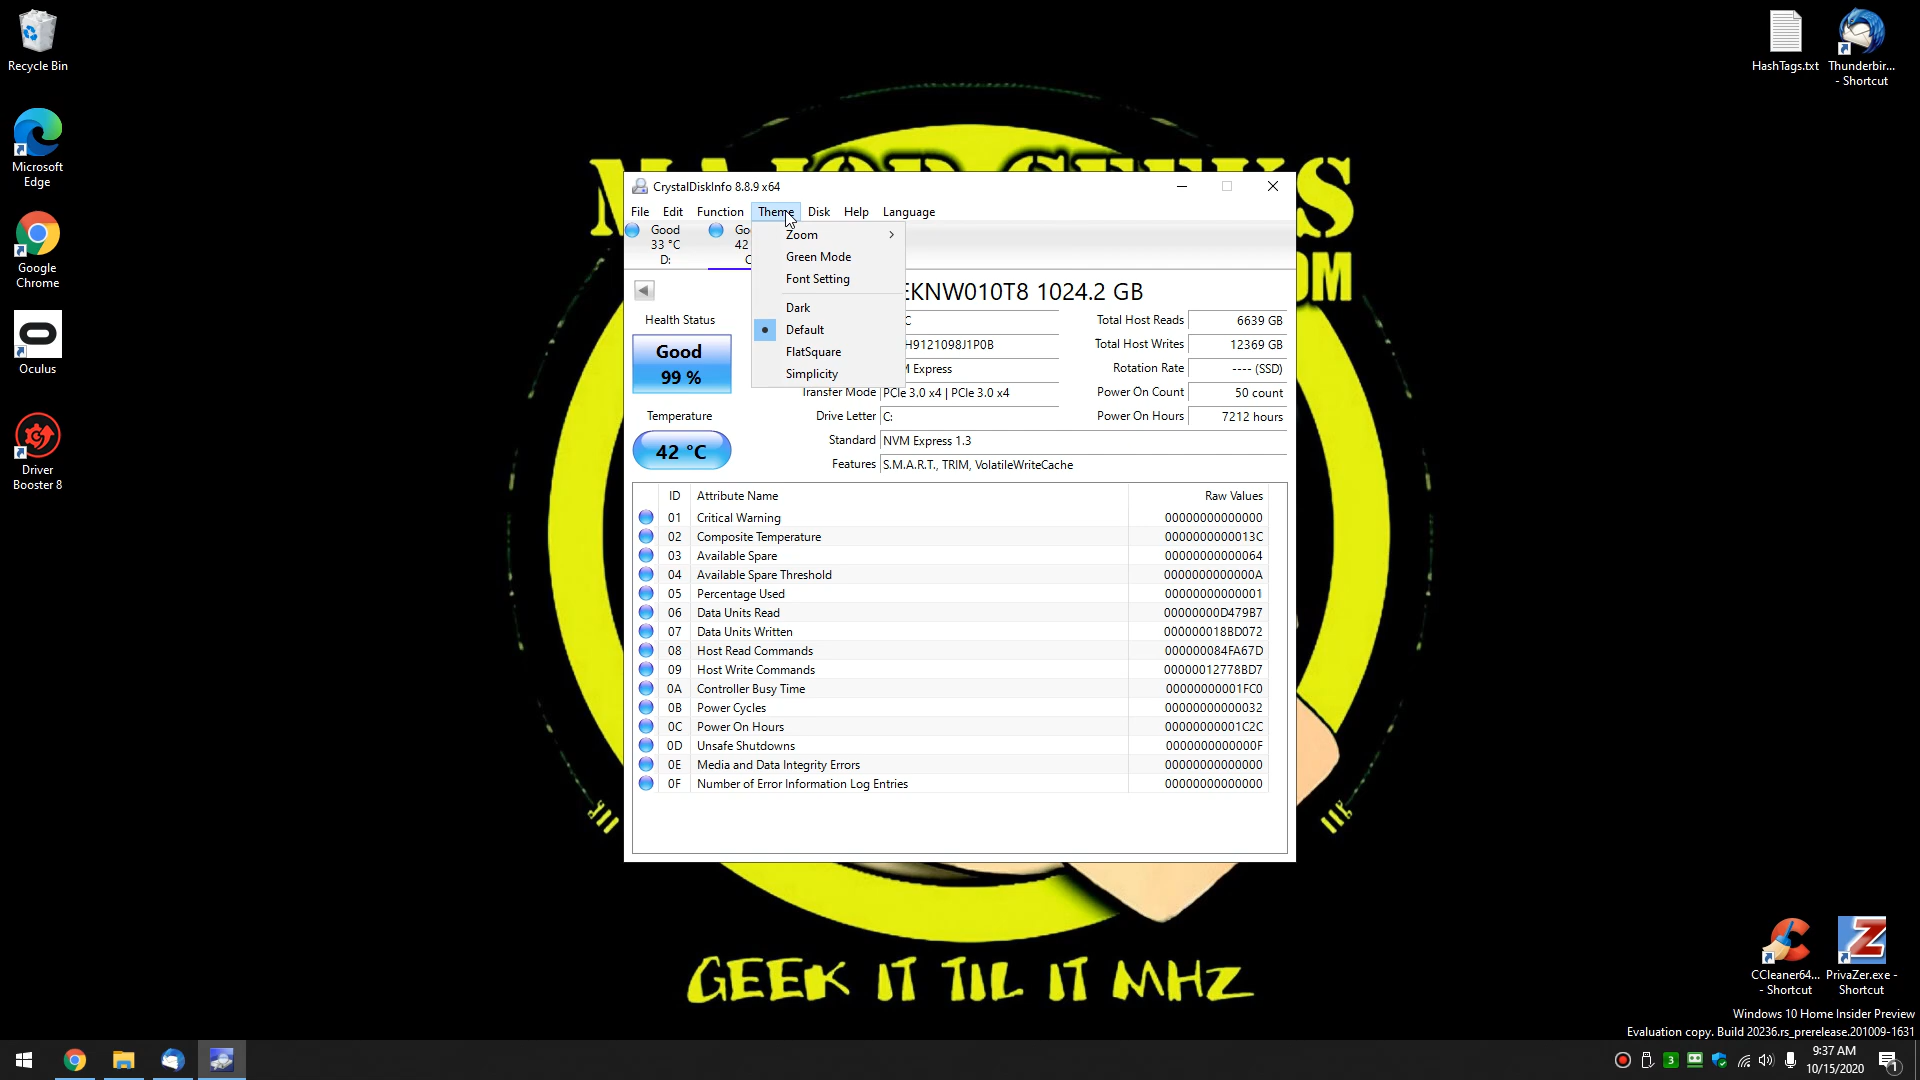 Recycle Bin
Microsoft
Edge
Google
Chrome
Oculus
Driver
Booster 8
HashTags.txt
Thunderbir...
- Shortcut
CrystalDiskInfo 8.8.9 x64
File Edit Function Theme Disk Help Language
Good
33 °C
D:
42
Zoom
Green Mode
Font Setting
Dark
Default
FlatSquare
Simplicity
EKNW010T8 1024.2 GB
Health Status
Good
99 %
Temperature
42 °C
H9121098J1P0B
M Express
Transfer Mode PCIe 3.0 x4 | PCIe 3.0 x4
Drive Letter C:
Standard NVM Express 1.3
Features S.M.A.R.T., TRIM, VolatileWriteCache
Total Host Reads 6639 GB
Total Host Writes 12369 GB
Rotation Rate ---- (SSD)
Power On Count 50 count
Power On Hours 7212 hours
ID Attribute Name Raw Values
01 Critical Warning 00000000000000
02 Composite Temperature 0000000000013C
03 Available Spare 00000000000064
04 Available Spare Threshold 0000000000000A
05 Percentage Used 00000000000001
06 Data Units Read 00000000D479B7
07 Data Units Written 000000018BD072
08 Host Read Commands 000000084FA67D
09 Host Write Commands 00000012778BD7
0A Controller Busy Time 00000000001FC0
0B Power Cycles 00000000000032
0C Power On Hours 00000000001C2C
0D Unsafe Shutdowns 0000000000000F
0E Media and Data Integrity Errors 00000000000000
0F Number of Error Information Log Entries 00000000000000
GEEK IT TIL IT MHZ
CCleaner64...
- Shortcut
PrivaZer.exe -
Shortcut
Windows 10 Home Insider Preview
Evaluation copy. Build 20236.rs_prerelease.201009-1631
3
9:37 AM
10/15/2020
1